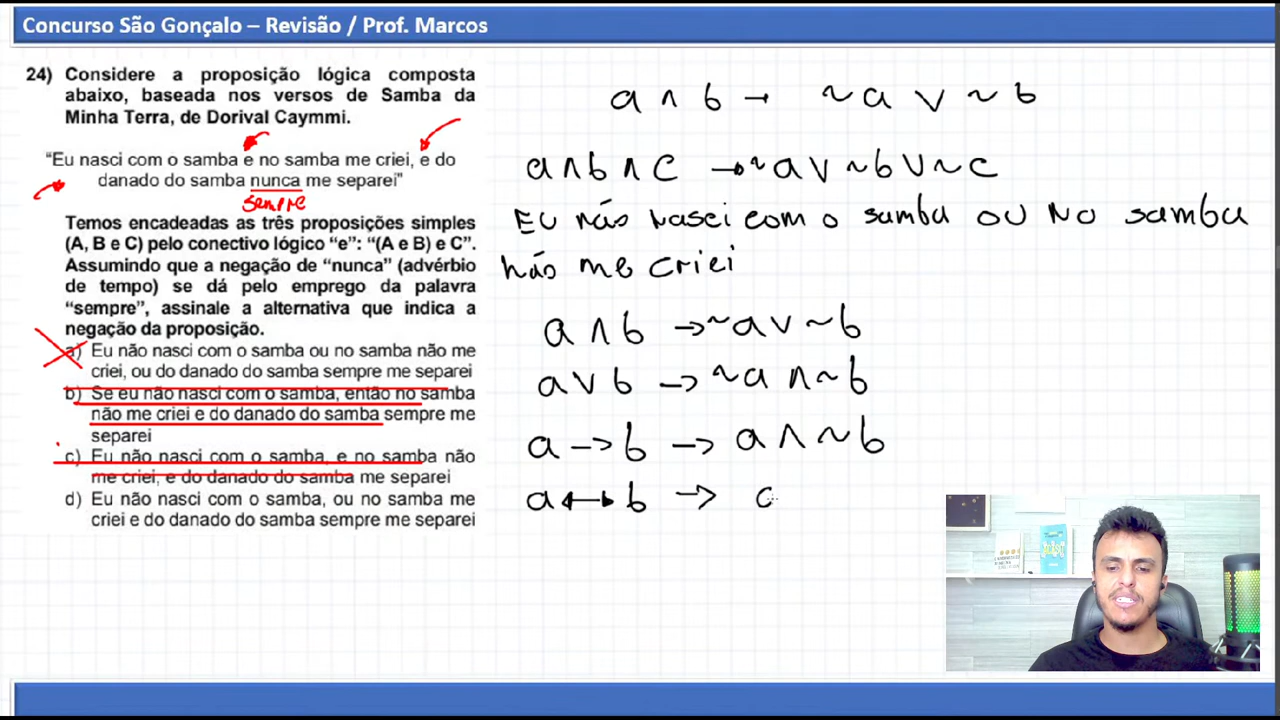 Concurso São Gonçalo – Revisão / Prof. Marcos
24) Considere a proposição lógica composta
abaixo, baseada nos versos de Samba da
Minha Terra, de Dorival Caymmi.
“Eu nasci com o samba e no samba me criei, e do
danado do samba nunca me separei”
sempre
Temos encadeadas as três proposições simples
(A, B e C) pelo conectivo lógico “e”: “(A e B) e C”.
Assumindo que a negação de “nunca” (advérbio
de tempo) se dá pelo emprego da palavra
“sempre”, assinale a alternativa que indica a
negação da proposição.
a) Eu não nasci com o samba ou no samba não me
criei, ou do danado do samba sempre me separei
b) Se eu não nasci com o samba, então no samba
não me criei e do danado do samba sempre me
separei
c) Eu não nasci com o samba, e no samba não
me criei, e do danado do samba me separei
d) Eu não nasci com o samba, ou no samba me
criei e do danado do samba sempre me separei
a ∧ b → ~a ∨ ~b
a ∧ b ∧ c → ~a ∨ ~b ∨ ~c
EU não nasci com o samba ou no samba
não me criei
a ∧ b → ~a ∨ ~b
a ∨ b → ~a ∧ ~b
a → b → a ∧ ~b
a ↔ b →